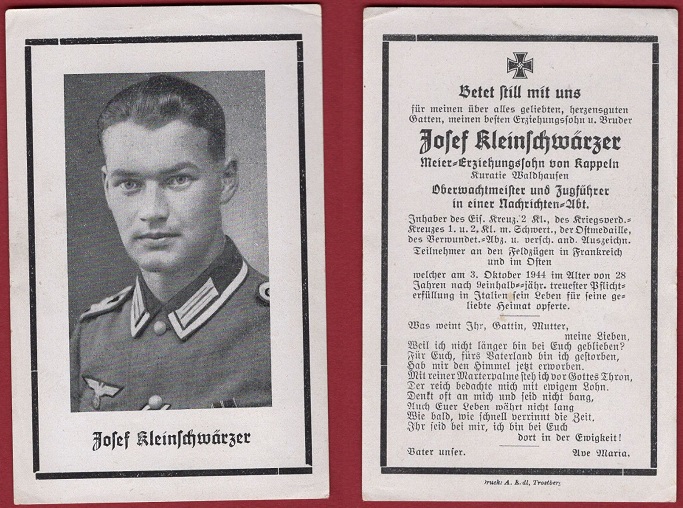 Josef Kleinschwärzer
Betet still mit uns
für meinen über alles geliebten, herzensguten
Gatten, meinen besten Erziehungsohn u. Bruder
Josef Kleinschwärzer
Meier-Erziehungsohn von Kappeln
Kuratie Waldhausen
Oberwachtmeister und Zugführer
in einer Nachrichten-Abt.
Inhaber des Eis. Kreuz. 2 Kl., des Kriegsverd.-
Kreuzes 1. u. 2. Kl. m. Schwert., der Ostmedaille,
des Verwundet.-Abz. u. versch. and. Auszeichn.
Teilnehmer an den Feldzügen in Frankreich
und im Osten
welcher am 3. Oktober 1944 im Alter von 28
Jahren nach 9einhalb-jähr. treuester Pflicht-
erfüllung in Italien sein Leben für seine ge-
liebte Heimat opferte.
Was weint Ihr, Gattin, Mutter,
meine Lieben,
Weil ich nicht länger bin bei Euch geblieben?
Für Euch, fürs Vaterland bin ich gestorben,
Hab mir den Himmel jetzt erworben.
Mit reiner Marterpalme steh ich vor Gottes Thron,
Der reich bedachte mich mit ewigem Lohn.
Denkt oft an mich und seid nicht bang,
Auch Euer Leben währt nicht lang
Wie bald, wie schnell verrinnt die Zeit,
Ihr seid bei mir, ich bin bei Euch
dort in der Ewigkeit!
Vater unser. Ave Maria.
Druck: A. Erdl, Trostberg